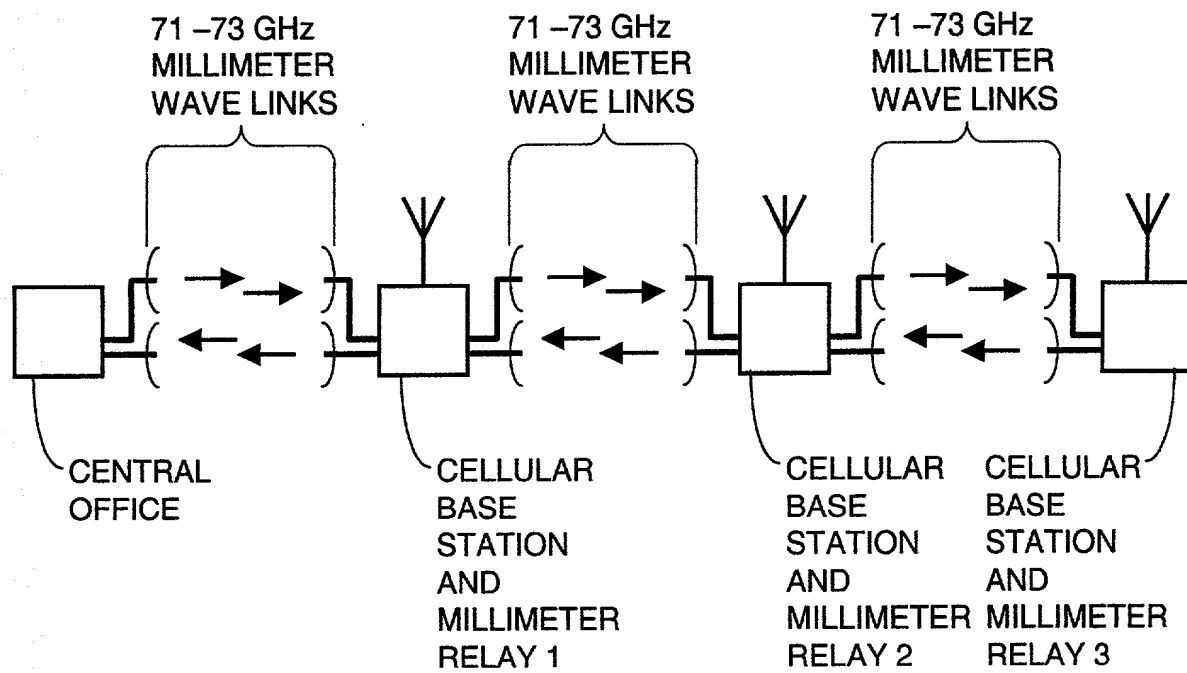 71 –73 GHz
MILLIMETER
WAVE LINKS
71 –73 GHz
MILLIMETER
WAVE LINKS
71 –73 GHz
MILLIMETER
WAVE LINKS
CENTRAL
OFFICE
CELLULAR
BASE
STATION
AND
MILLIMETER
RELAY 1
CELLULAR
BASE
STATION
AND
MILLIMETER
RELAY 2
CELLULAR
BASE
STATION
AND
MILLIMETER
RELAY 3